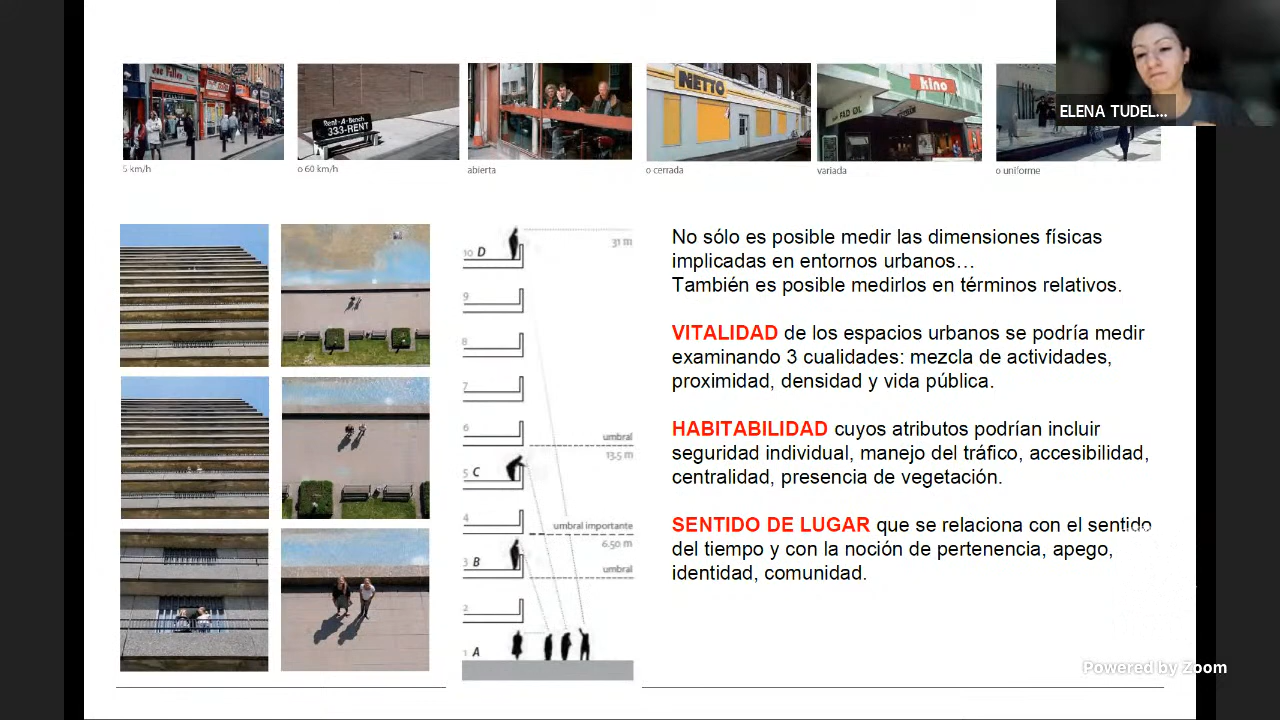 Rent-A-Bench
333-RENT
NETTO
kino
ELENA TUDEL...
5 km/h
o 60 km/h
abierta
o cerrada
variada
o uniforme
10 D
31 m
9
8
7
6
umbral
13.5 m
5 C
4
umbral importante
6.50 m
3 B
umbral
2
1 A
No sólo es posible medir las dimensiones físicas
implicadas en entornos urbanos…
También es posible medirlos en términos relativos.
VITALIDAD de los espacios urbanos se podría medir
examinando 3 cualidades: mezcla de actividades,
proximidad, densidad y vida pública.
HABITABILIDAD cuyos atributos podrían incluir
seguridad individual, manejo del tráfico, accesibilidad,
centralidad, presencia de vegetación.
SENTIDO DE LUGAR que se relaciona con el sentido
del tiempo y con la noción de pertenencia, apego,
identidad, comunidad.
Powered by Zoom